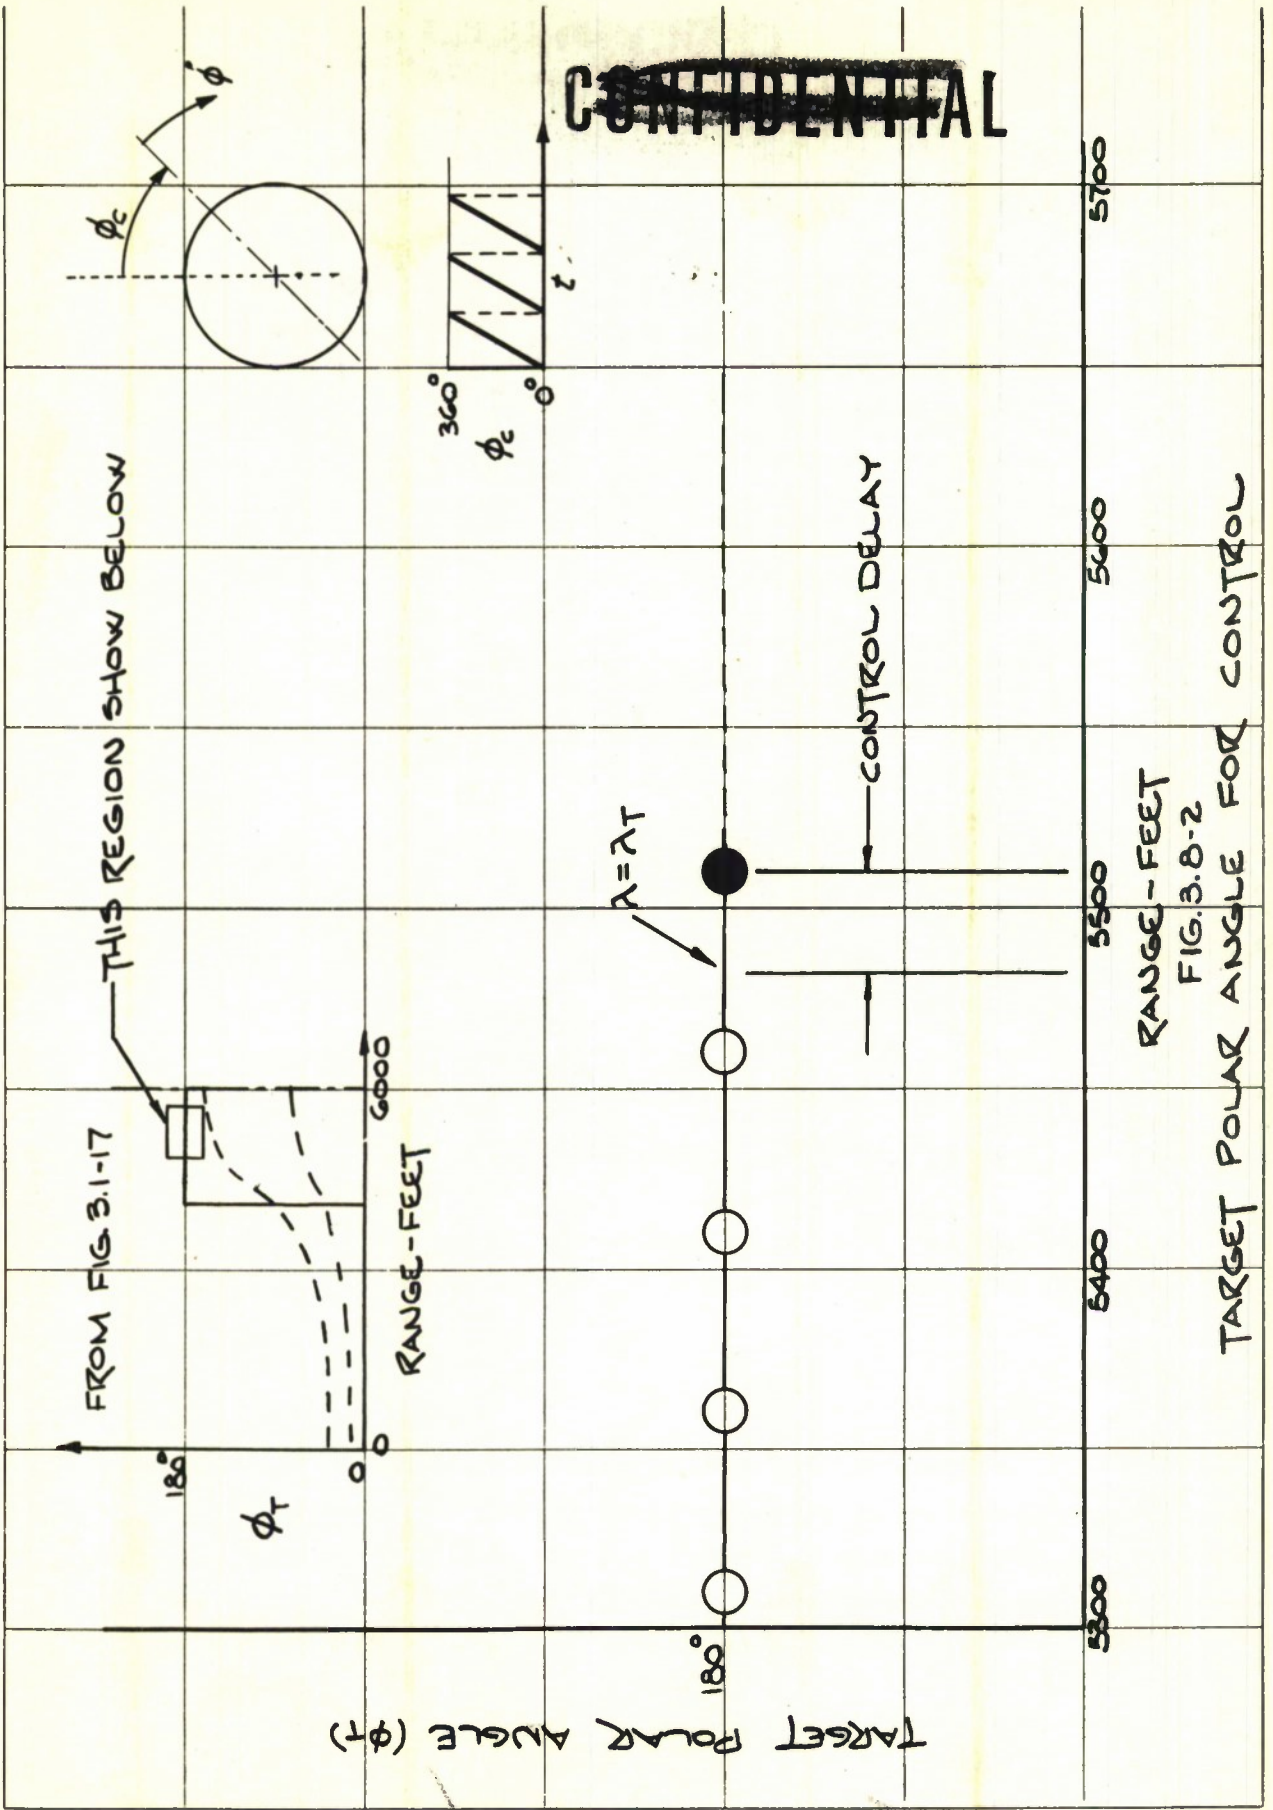 CONFIDENTIAL
FROM FIG. 3.1-17
THIS REGION SHOW BELOW
ϕc
ϕ̇
180°
ϕT
0
0
6000
RANGE-FEET
360°
ϕc
0°
t
TARGET POLAR ANGLE (ϕT)
180°
λ=λT
CONTROL DELAY
5300
5400
5500
5600
5700
RANGE-FEET
FIG. 3.8-2
TARGET POLAR ANGLE FOR CONTROL